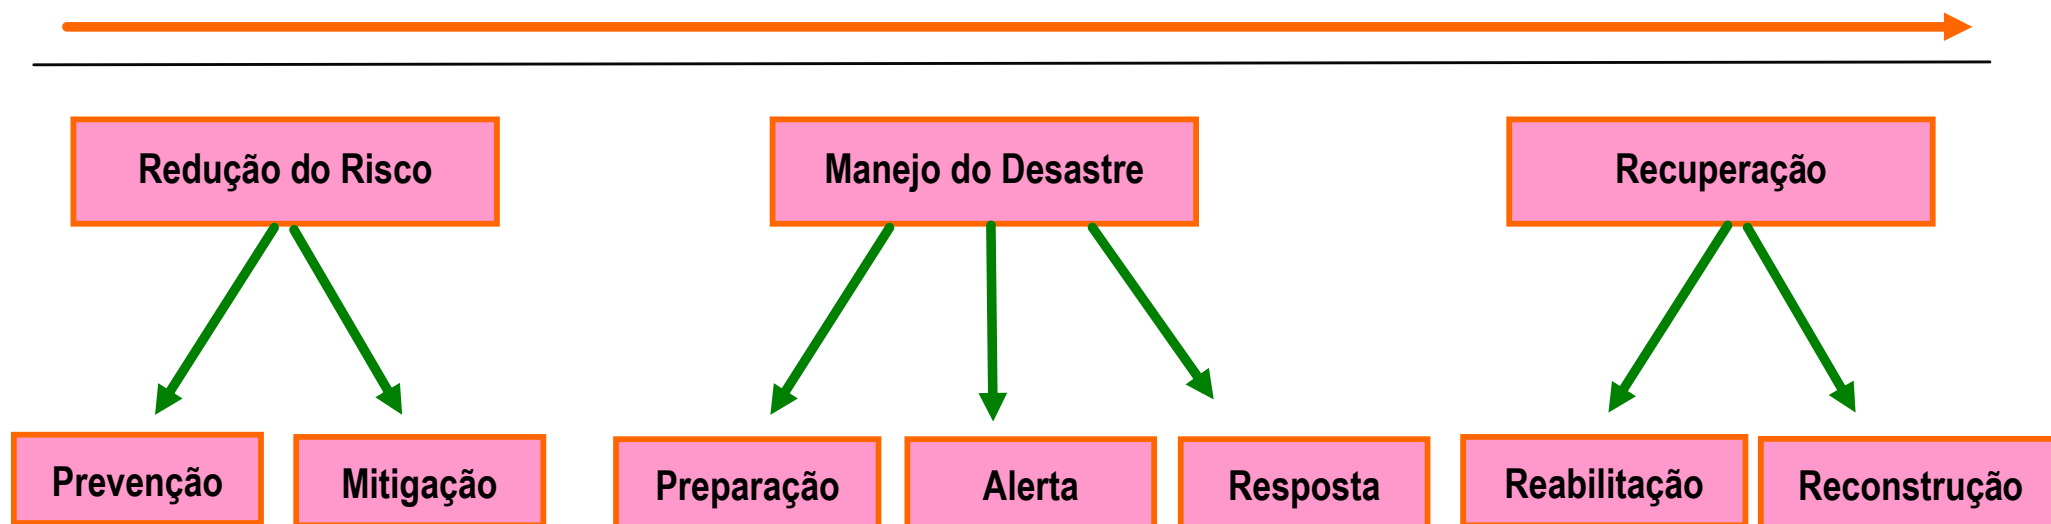 Redução do Risco
Manejo do Desastre
Recuperação
Prevenção
Mitigação
Preparação
Alerta
Resposta
Reabilitação
Reconstrução